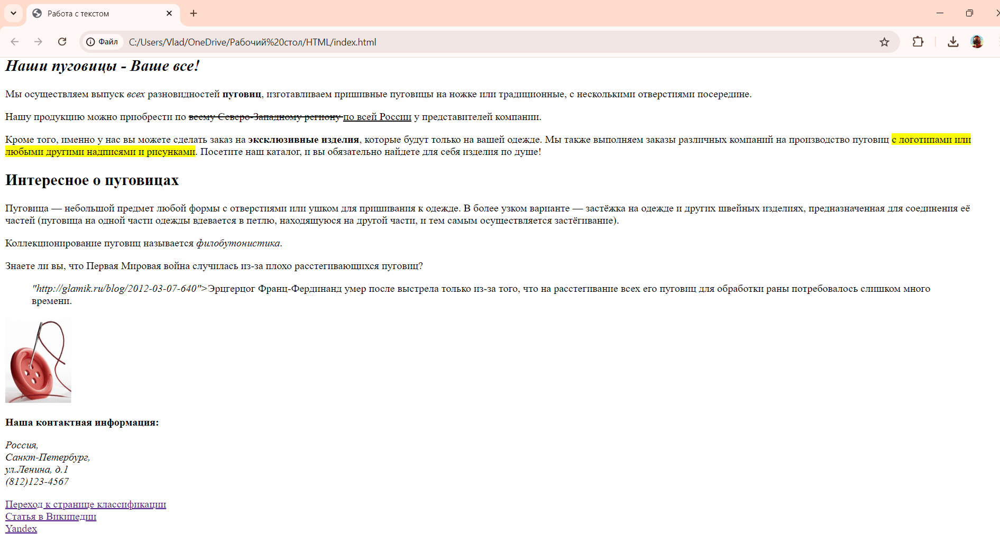 Работа с текстом
Файл
C:/Users/Vlad/OneDrive/Рабочий%20стол/HTML/index.html
Наши пуговицы - Ваше все!
Мы осуществляем выпуск всех разновидностей пуговиц, изготавливаем пришивные пуговицы на ножке или традиционные, с несколькими отверстиями посередине.
Нашу продукцию можно приобрести по всему Северо-Западному региону по всей России у представителей компании.
Кроме того, именно у нас вы можете сделать заказ на эксклюзивные изделия, которые будут только на вашей одежде. Мы также выполняем заказы различных компаний на производство пуговиц с логотипами или
любыми другими надписями и рисунками. Посетите наш каталог, и вы обязательно найдете для себя изделия по душе!
Интересное о пуговицах
Пуговица — небольшой предмет любой формы с отверстиями или ушком для пришивания к одежде. В более узком варианте — застёжка на одежде и других швейных изделиях, предназначенная для соединения её
частей (пуговица на одной части одежды вдевается в петлю, находящуюся на другой части, и тем самым осуществляется застёгивание).
Коллекционирование пуговиц называется филобутонистика.
Знаете ли вы, что Первая Мировая война случилась из-за плохо расстегивающихся пуговиц?
"http://glamik.ru/blog/2012-03-07-640">Эрцгерцог Франц-Фердинанд умер после выстрела только из-за того, что на расстегивание всех его пуговиц для обработки раны потребовалось слишком много
времени.
Наша контактная информация:
Россия,
Санкт-Петербург,
ул.Ленина, д.1
(812)123-4567
Переход к странице классификации
Статья в Википедии
Yandex